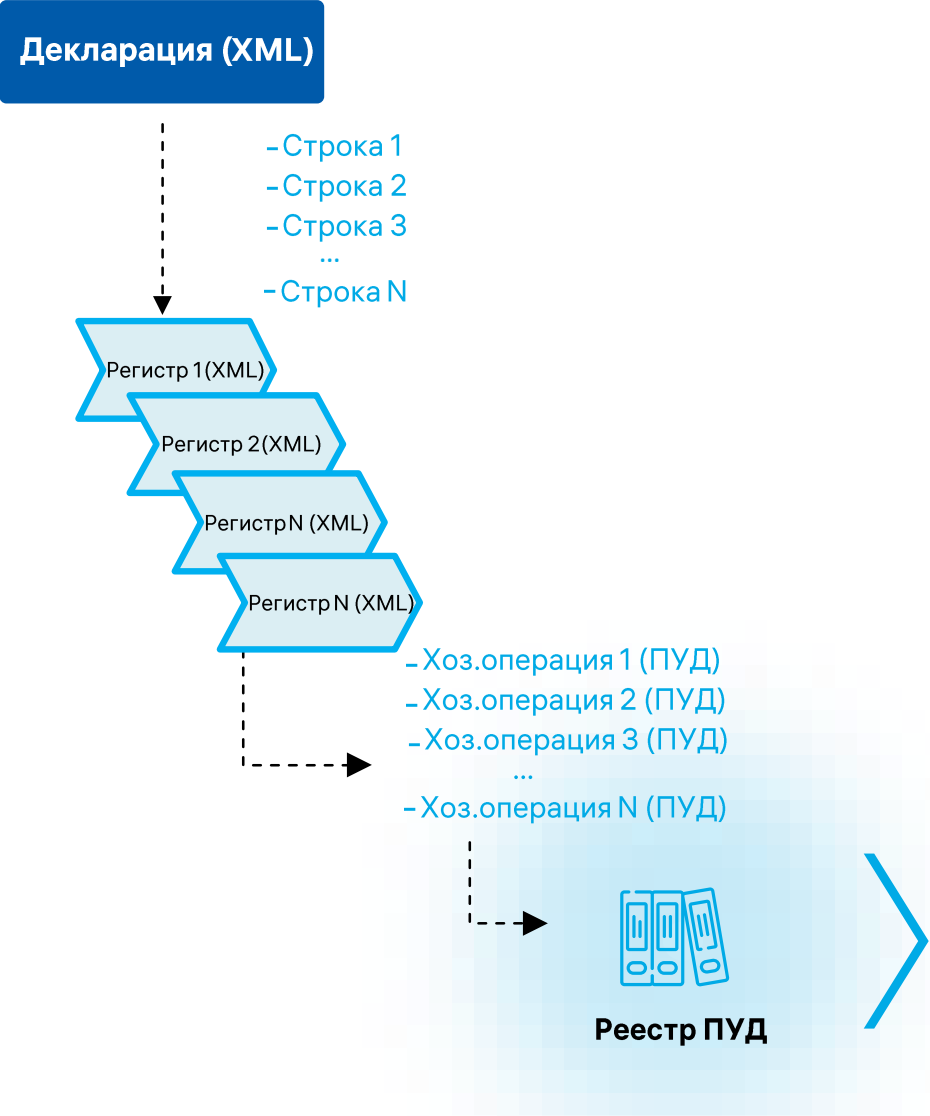 Декларация (XML)
-Строка 1
-Строка 2
-Строка 3
...
-Строка N
Регистр 1(XML)
Регистр 2(XML)
Регистр N (XML)
Регистр N (XML)
-Хоз.операция 1 (ПУД)
-Хоз.операция 2 (ПУД)
-Хоз.операция 3 (ПУД)
...
-Хоз.операция N (ПУД)
Реестр ПУД